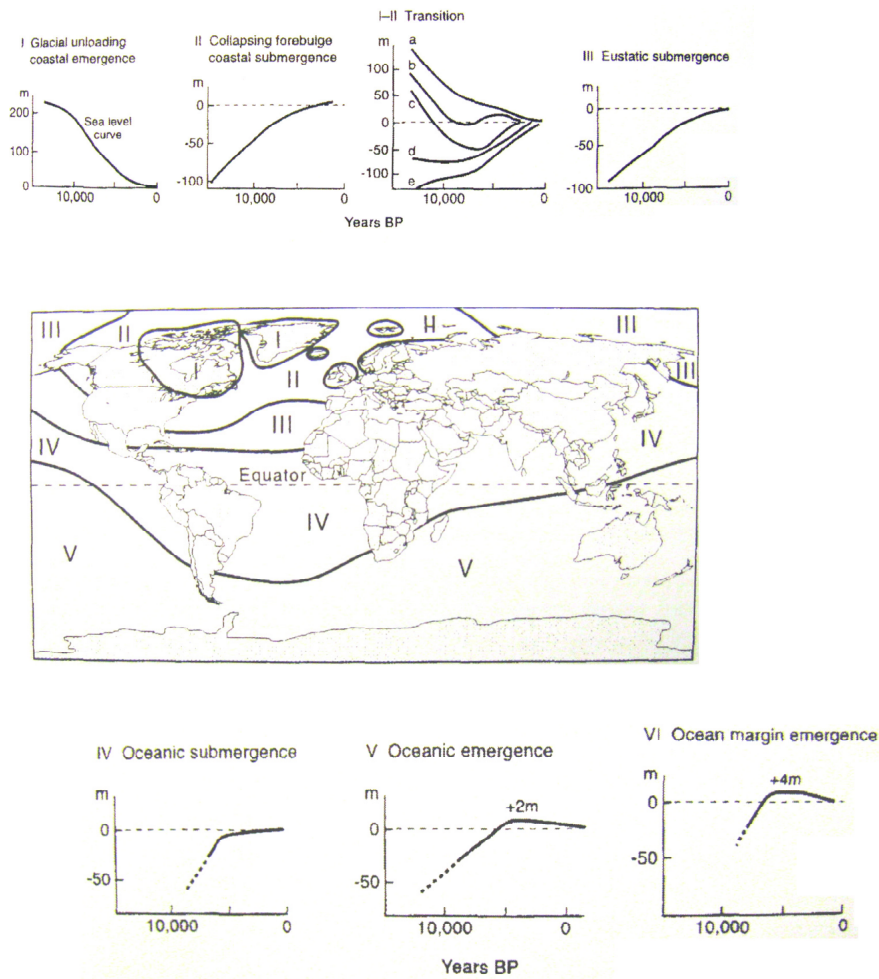 I–II Transition
I Glacial unloading
coastal emergence
II Collapsing forebulge
coastal submergence
III Eustatic submergence
m
200
100
0
Sea level
curve
10,000
0
m
0
-50
-100
10,000
0
m
100
50
0
-50
-100
a
b
c
d
e
10,000
0
m
0
-50
-100
10,000
0
Years BP
III
II
I
I
II
III
II
III
III
IV
IV
Equator
IV
V
V
IV Oceanic submergence
V Oceanic emergence
VI Ocean margin emergence
m
0
-50
10,000
0
m
+2m
0
-50
10,000
0
m
+4m
0
-50
10,000
0
Years BP